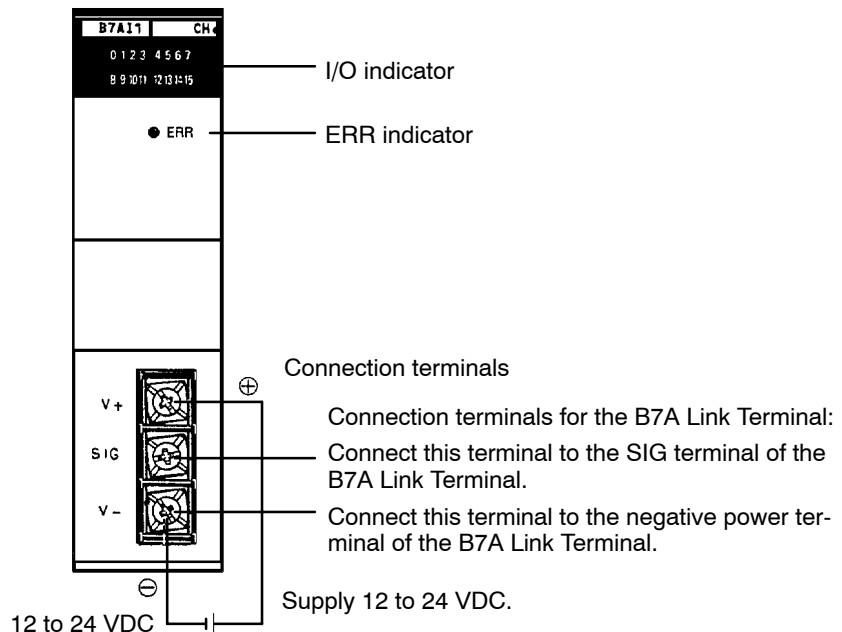 B7AI1 CH
0 1 2 3 4 5 6 7
8 9 10 11 12 13 14 15
I/O indicator
ERR
ERR indicator
Connection terminals
V +
Connection terminals for the B7A Link Terminal:
SIG
Connect this terminal to the SIG terminal of the
B7A Link Terminal.
V –
Connect this terminal to the negative power ter-
minal of the B7A Link Terminal.
Supply 12 to 24 VDC.
12 to 24 VDC